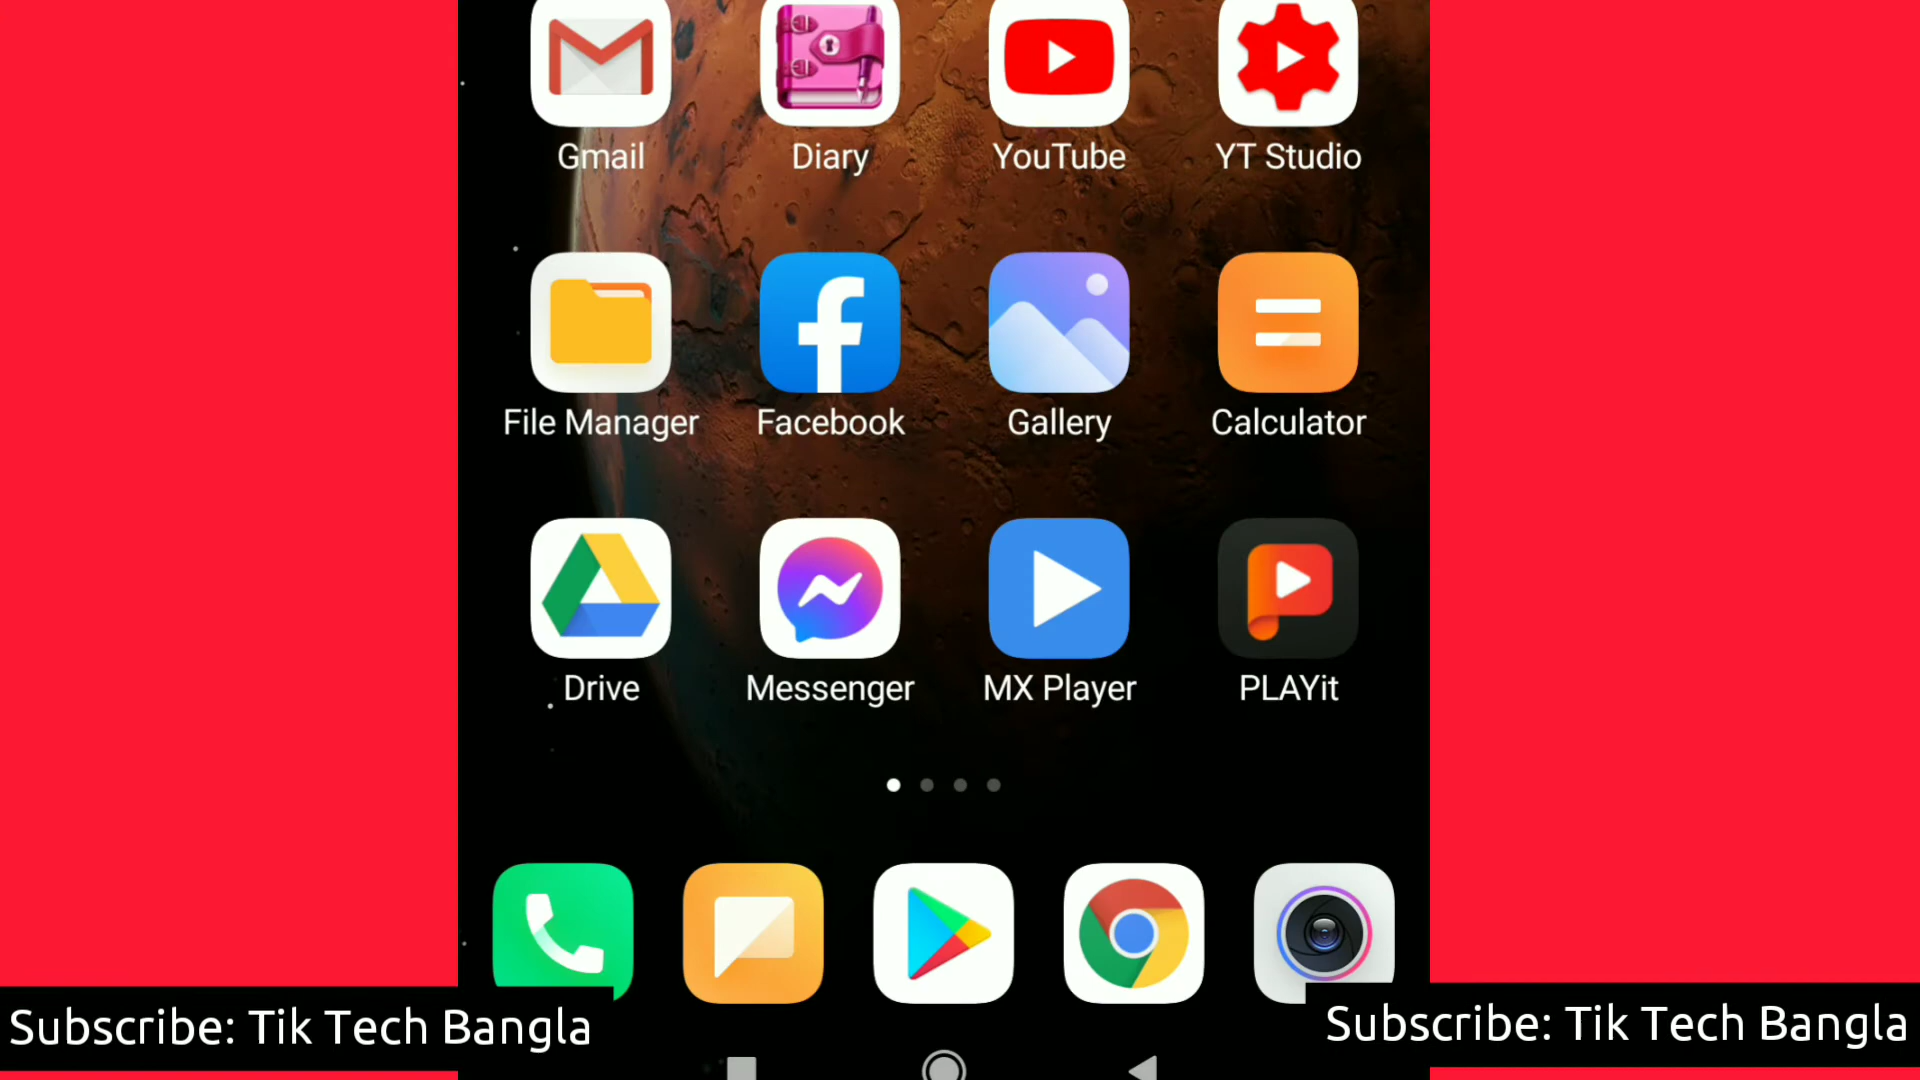 Gmail Diary YouTube YT Studio
File Manager Facebook Gallery Calculator
Drive Messenger MX Player PLAYit
Subscribe: Tik Tech Bangla
Subscribe: Tik Tech Bangla